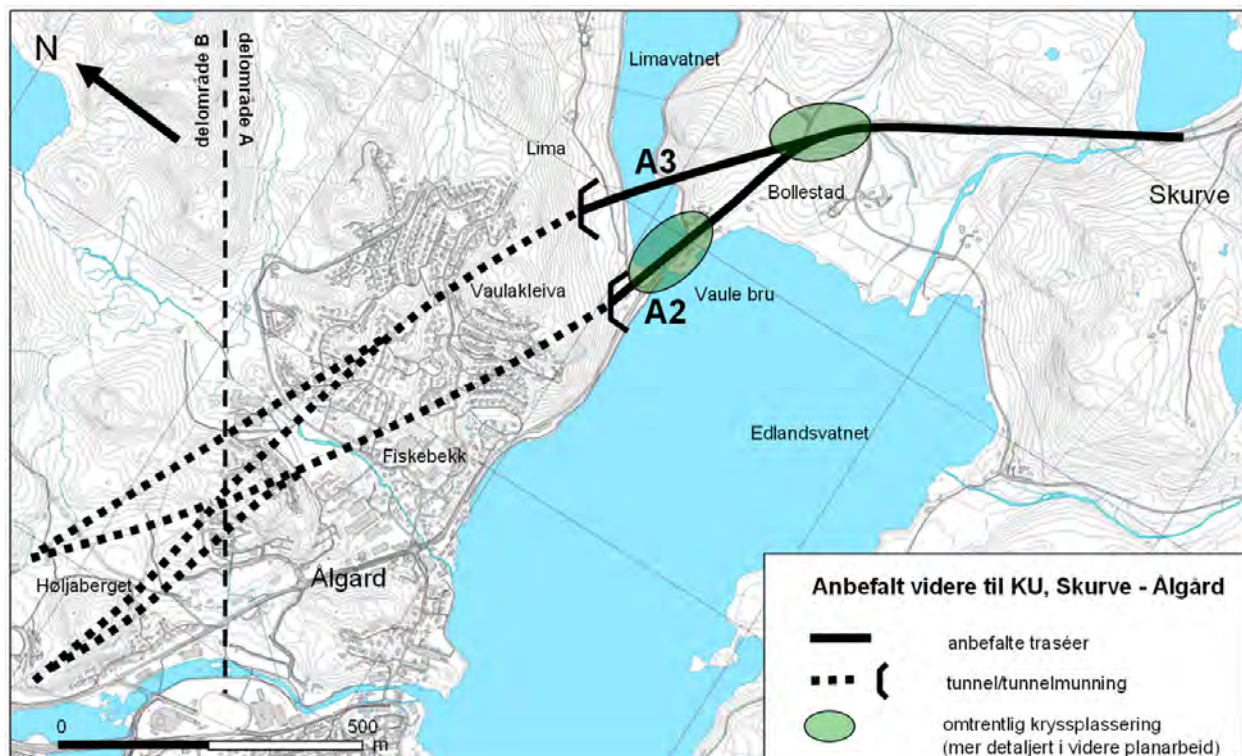 N
delområde B
delområde A
Limavatnet
Lima
A3
Bollestad
Skurve
Vaulakleiva
Vaule bru
A2
Edlandsvatnet
Fiskebekk
Høljaberget
Ålgård
0
500
m
Anbefalt videre til KU, Skurve - Ålgård
anbefalte traséer
tunnel/tunnelmunning
omtrentlig kryssplassering
(mer detaljert i videre planarbeid)